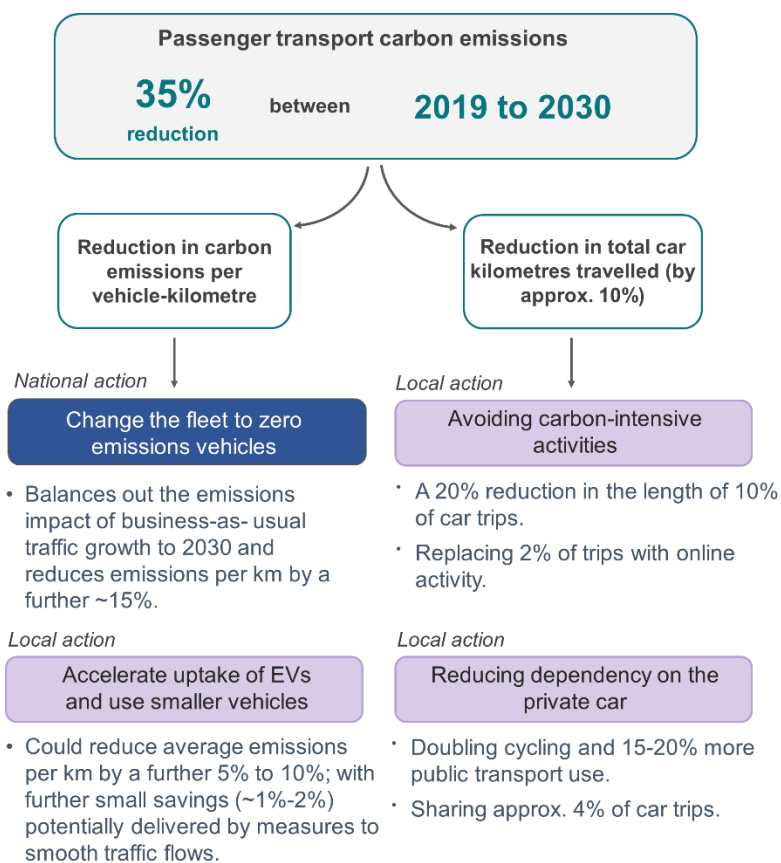 Passenger transport carbon emissions
35%
reduction
between
2019 to 2030
Reduction in carbon
emissions per
vehicle-kilometre
Reduction in total car
kilometres travelled (by
approx. 10%)
National action
Change the fleet to zero
emissions vehicles
• Balances out the emissions
impact of business-as- usual
traffic growth to 2030 and
reduces emissions per km by a
further ~15%.
Local action
Avoiding carbon-intensive
activities
• A 20% reduction in the length of 10%
of car trips.
• Replacing 2% of trips with online
activity.
Local action
Accelerate uptake of EVs
and use smaller vehicles
• Could reduce average emissions
per km by a further 5% to 10%; with
further small savings (~1%-2%)
potentially delivered by measures to
smooth traffic flows.
Local action
Reducing dependency on the
private car
• Doubling cycling and 15-20% more
public transport use.
• Sharing approx. 4% of car trips.